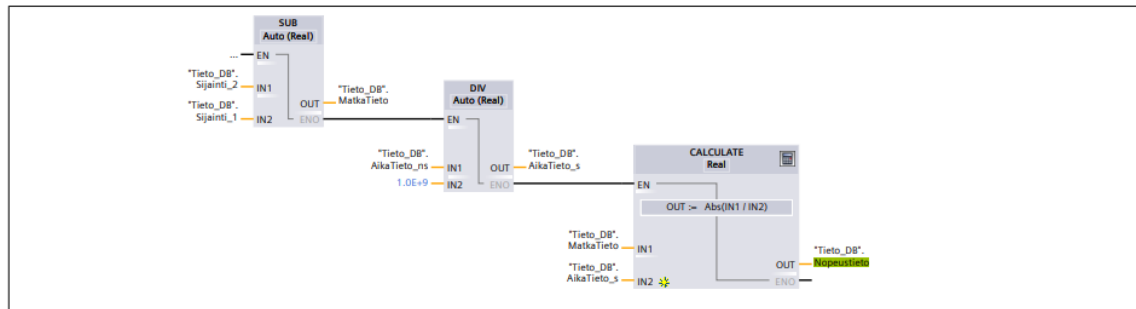 SUB
Auto (Real)
... EN
"Tieto_DB".
Sijainti_2 IN1
"Tieto_DB".
Sijainti_1 IN2
OUT "Tieto_DB".
MatkaTieto
ENO
DIV
Auto (Real)
EN
"Tieto_DB".
AikaTieto_ns IN1
1.0E+9 IN2
OUT "Tieto_DB".
AikaTieto_s
ENO
CALCULATE
Real
EN
OUT := Abs(IN1 / IN2)
"Tieto_DB".
MatkaTieto IN1
"Tieto_DB".
AikaTieto_s IN2
"Tieto_DB".
OUT Nopeustieto
ENO